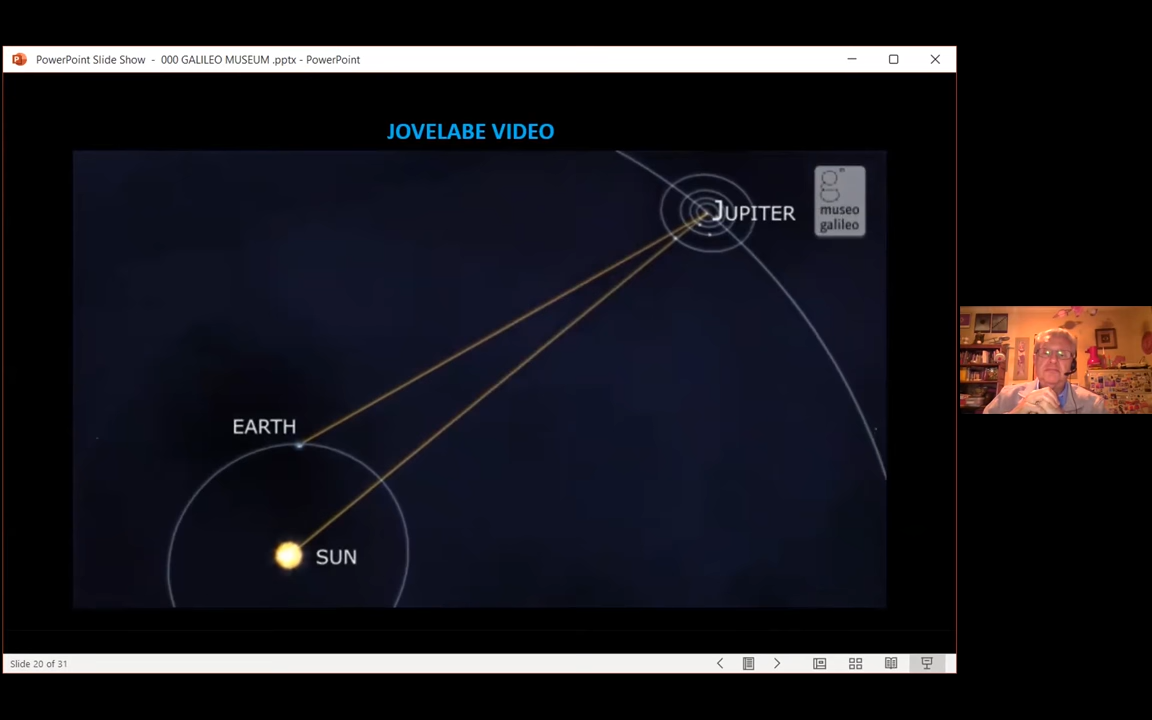 PowerPoint Slide Show - 000 GALILEO MUSEUM .pptx - PowerPoint
JOVELABE VIDEO
JUPITER
museo
galileo
EARTH
SUN
Slide 20 of 31